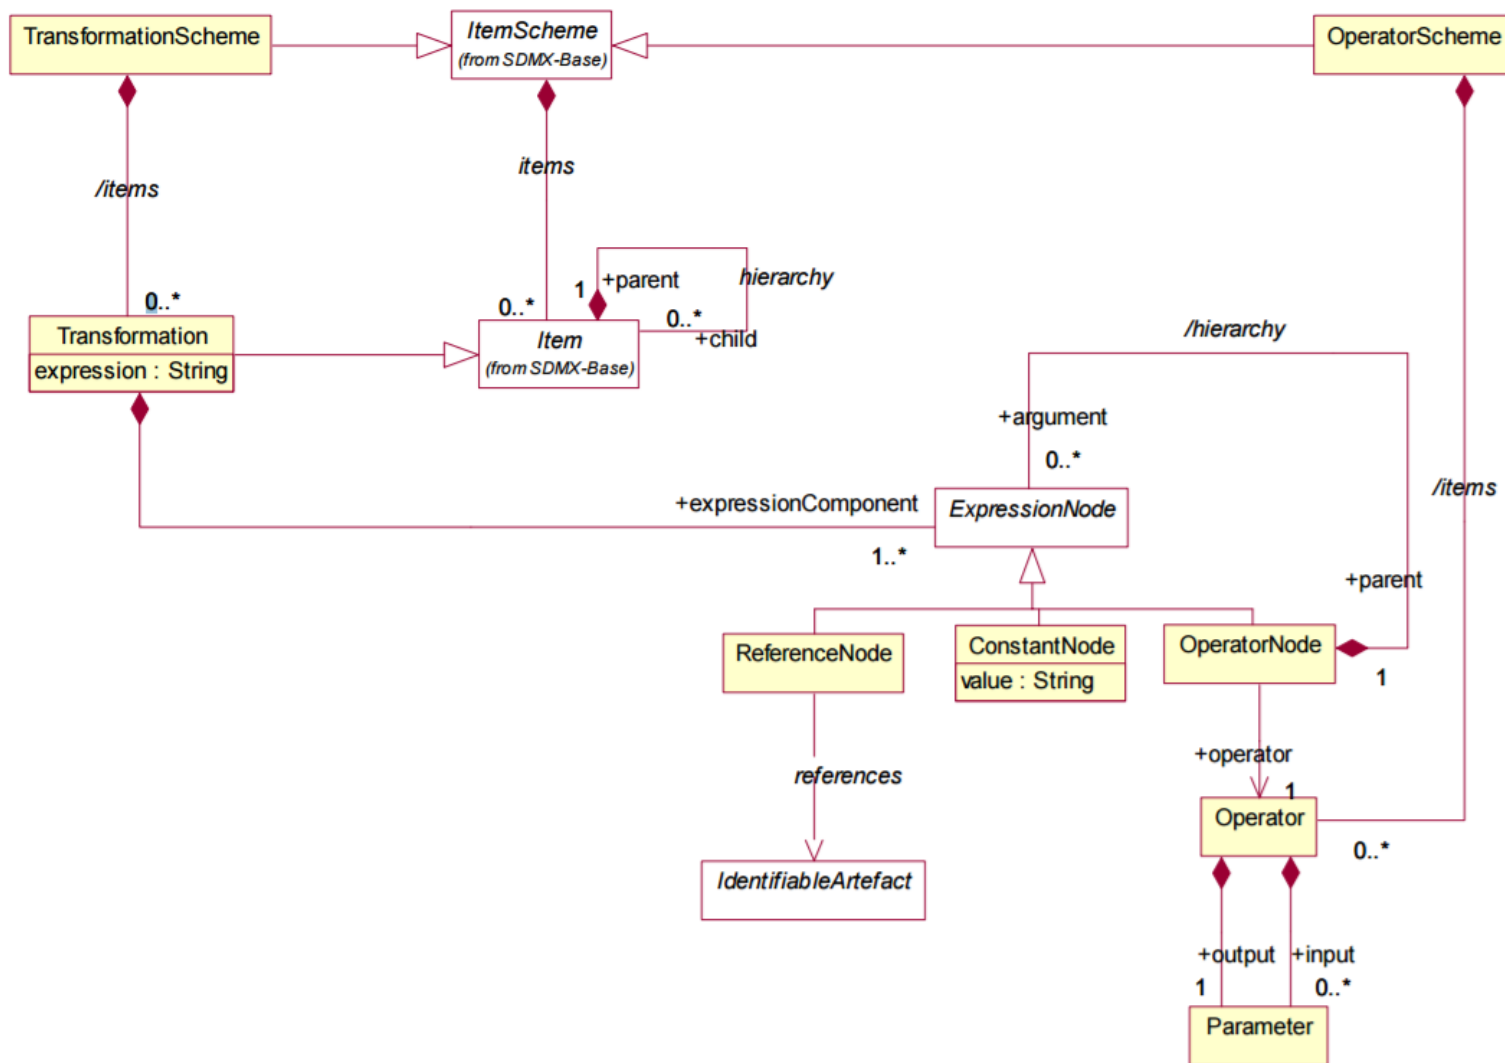 TransformationScheme
ItemScheme
(from SDMX-Base)
OperatorScheme
/items
items
0..*
Transformation
expression : String
0..*
1
+parent
hierarchy
0..*
+child
Item
(from SDMX-Base)
/hierarchy
+argument
0..*
/items
+expressionComponent
1..*
ExpressionNode
+parent
1
ReferenceNode
ConstantNode
value : String
OperatorNode
references
+operator
1
Operator
0..*
IdentifiableArtefact
+output
1
+input
0..*
Parameter